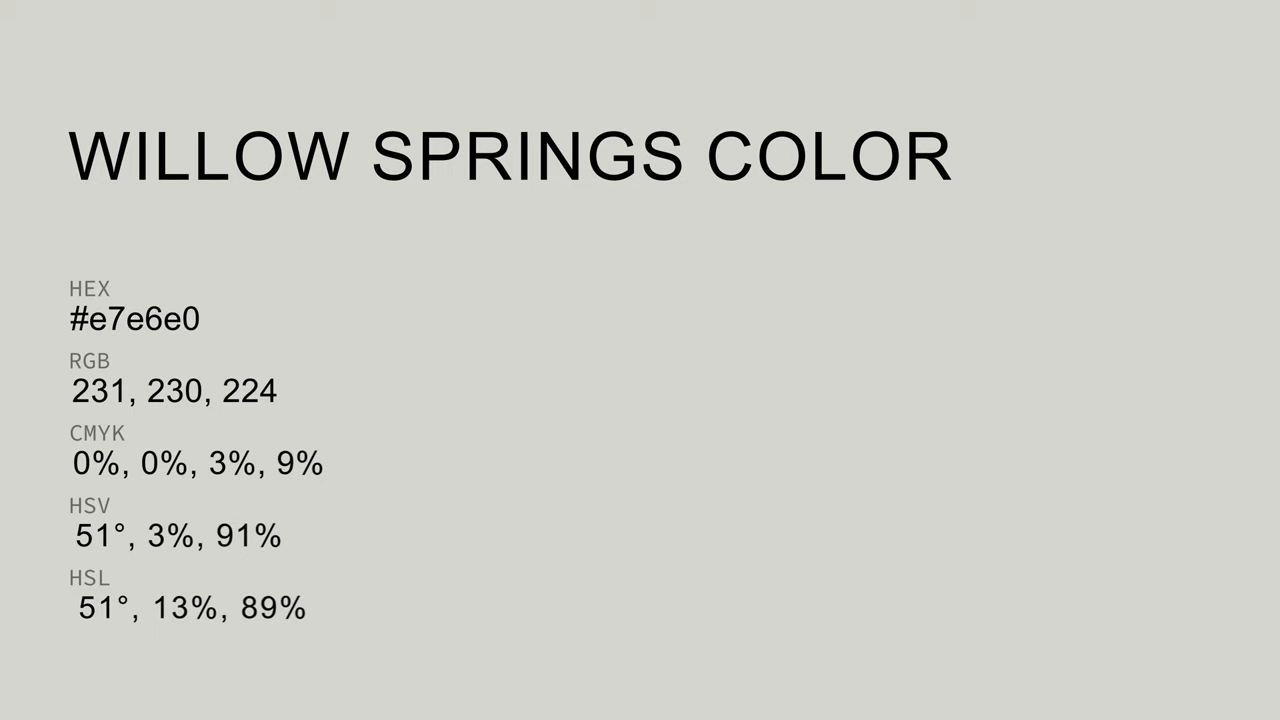 WILLOW SPRINGS COLOR
HEX
#e7e6e0
RGB
231, 230, 224
CMYK
0%, 0%, 3%, 9%
HSV
51°, 3%, 91%
HSL
51°, 13%, 89%